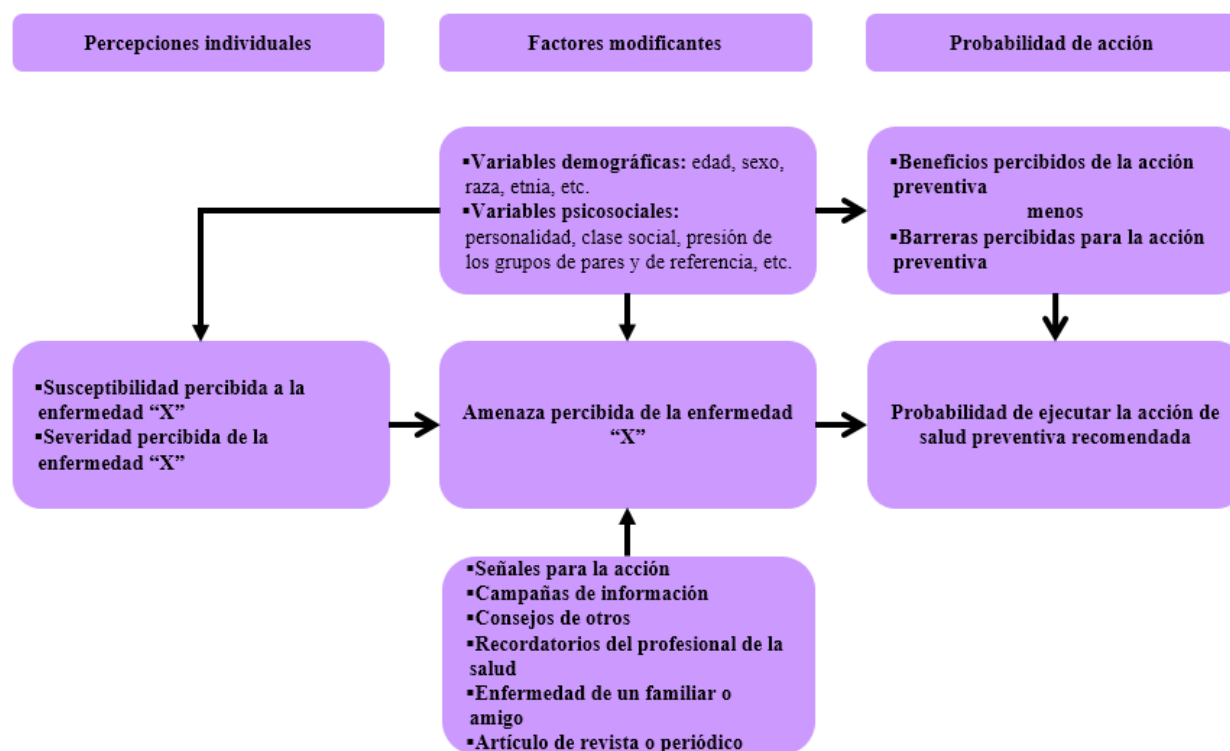 Percepciones individuales
Factores modificantes
Probabilidad de acción
▪Variables demográficas: edad, sexo,
raza, etnia, etc.
▪Variables psicosociales:
personalidad, clase social, presión de
los grupos de pares y de referencia, etc.
▪Beneficios percibidos de la acción
preventiva
menos
▪Barreras percibidas para la acción
preventiva
▪Susceptibilidad percibida a la
enfermedad “X”
▪Severidad percibida de la
enfermedad “X”
Amenaza percibida de la enfermedad
“X”
Probabilidad de ejecutar la acción de
salud preventiva recomendada
▪Señales para la acción
▪Campañas de información
▪Consejos de otros
▪Recordatorios del profesional de la
salud
▪Enfermedad de un familiar o
amigo
▪Artículo de revista o periódico